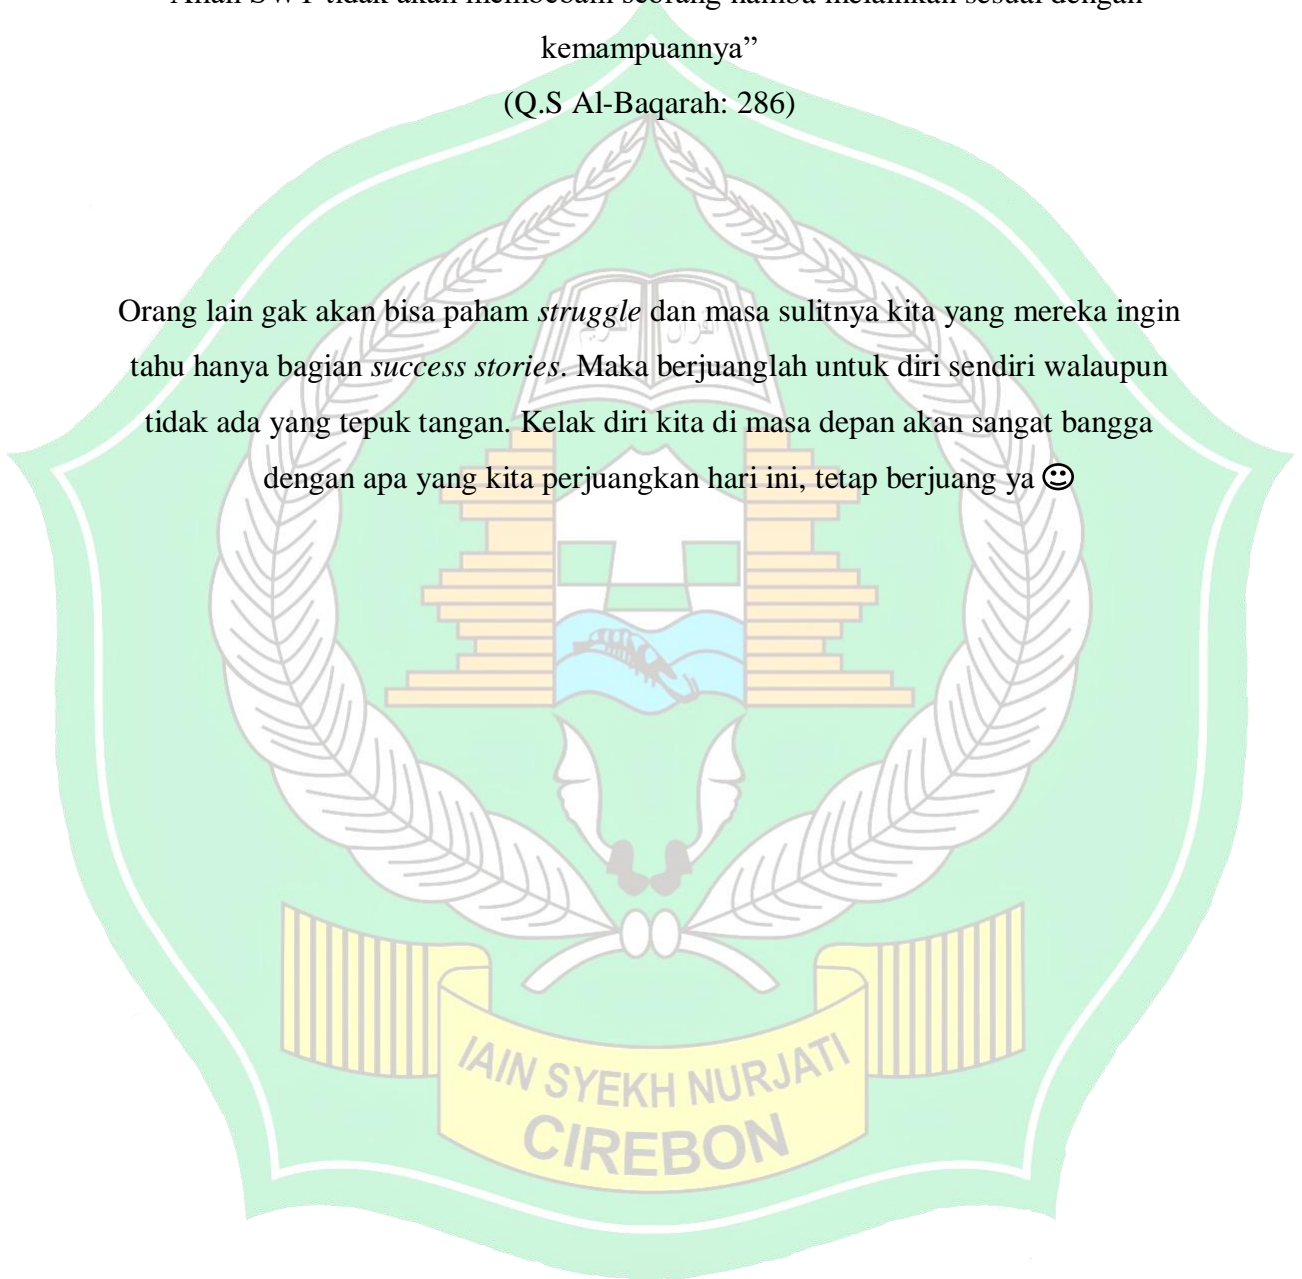 kemampuannya”
(Q.S Al-Baqarah: 286)
Orang lain gak akan bisa paham struggle dan masa sulitnya kita yang mereka ingin
tahu hanya bagian success stories. Maka berjuanglah untuk diri sendiri walaupun
tidak ada yang tepuk tangan. Kelak diri kita di masa depan akan sangat bangga
dengan apa yang kita perjuangkan hari ini, tetap berjuang ya ☺
IAIN SYEKH NURJATI
CIREBON